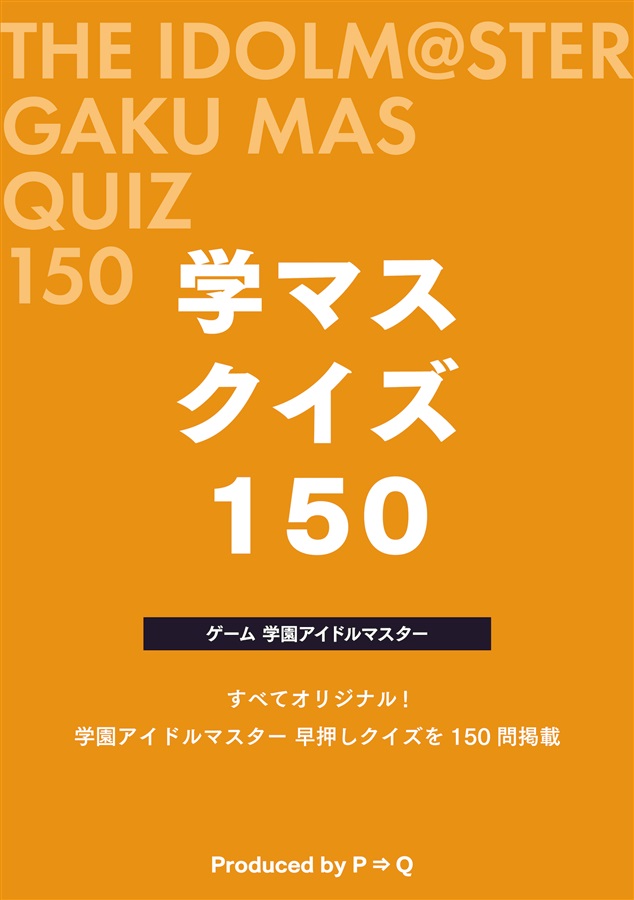 THE IDOLM@STER
GAKU MAS
QUIZ
150
学マス
クイズ
150
ゲーム 学園アイドルマスター
すべてオリジナル!
学園アイドルマスター 早押しクイズを 150 問掲載
Produced by P⇒Q